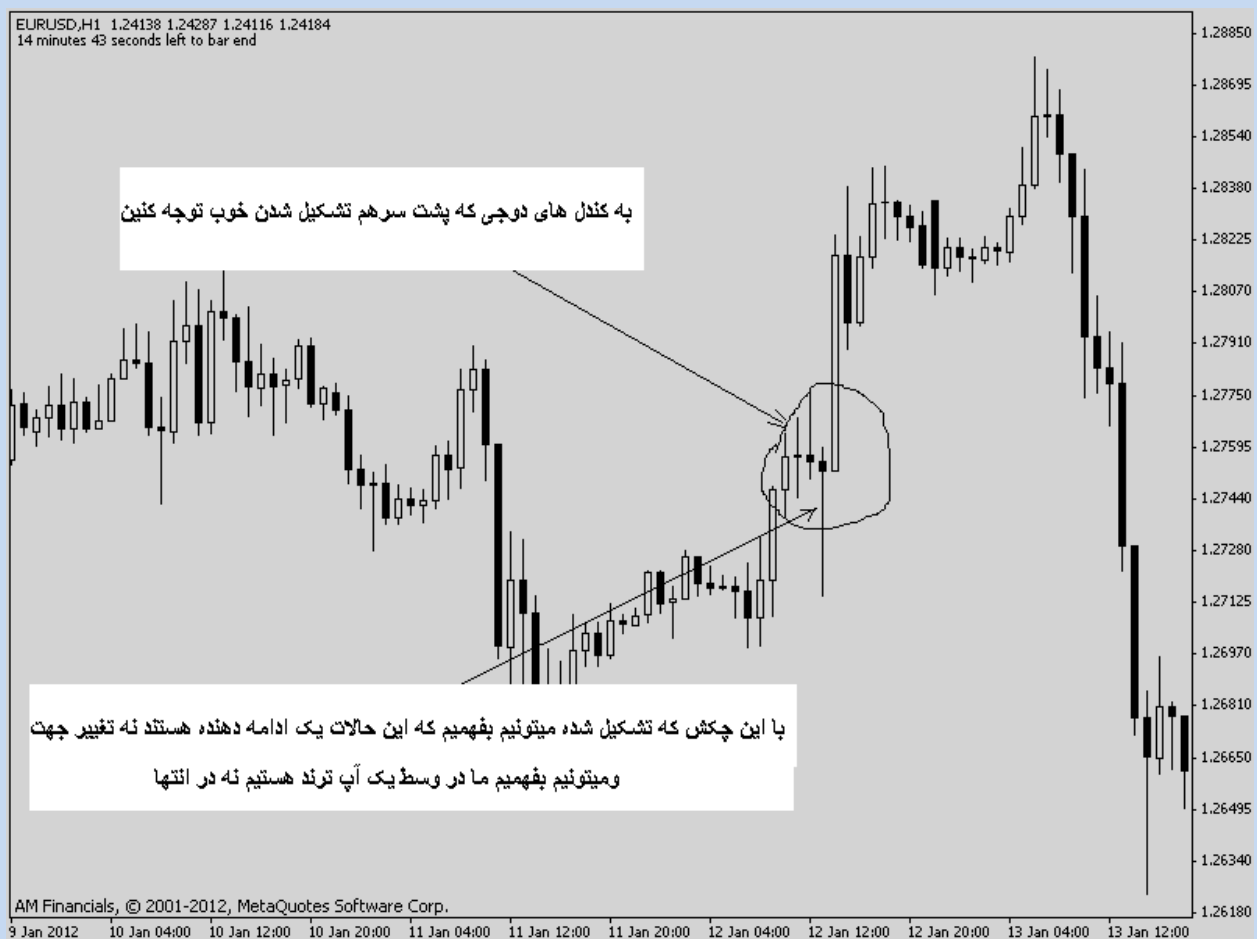 EURUSD,H1 1.24138 1.24287 1.24116 1.24184
14 minutes 43 seconds left to bar end
به کندل های دوجی که پشت سرهم تشکیل شدن خوب توجه کنین
با این چکش که تشکیل شده میتونیم بفهمیم که این حالات یک ادامه دهنده هستند نه تغییر جهت
ومیتونیم بفهمیم ما در وسط یک آپ ترند هستیم نه در انتها
1.28850
1.28695
1.28540
1.28380
1.28225
1.28070
1.27910
1.27750
1.27595
1.27440
1.27280
1.27125
1.26970
1.26810
1.26650
1.26495
1.26340
1.26180
AM Financials, © 2001-2012, MetaQuotes Software Corp.
9 Jan 2012 10 Jan 04:00 10 Jan 12:00 10 Jan 20:00 11 Jan 04:00 11 Jan 12:00 11 Jan 20:00 12 Jan 04:00 12 Jan 12:00 12 Jan 20:00 13 Jan 04:00 13 Jan 12:00